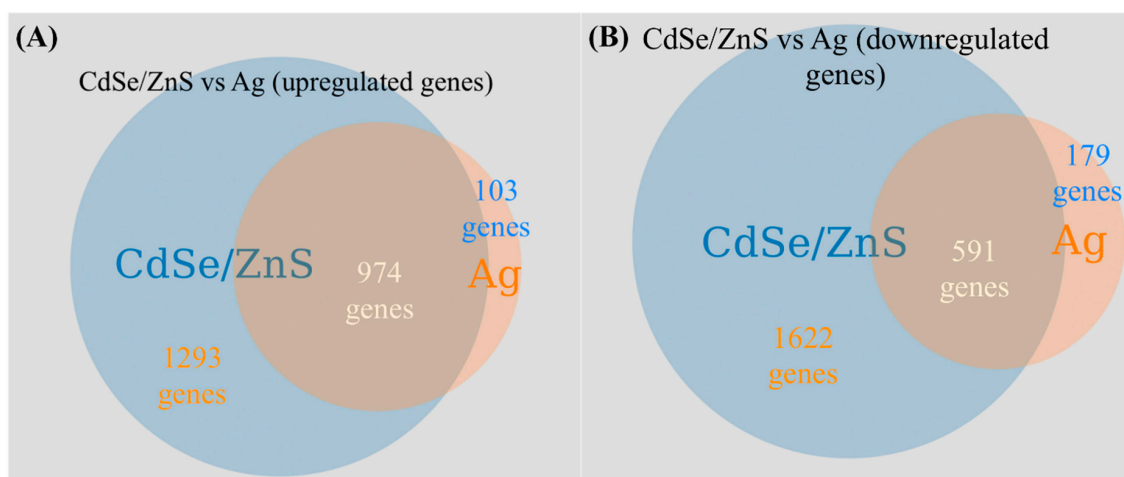 (A)
CdSe/ZnS vs Ag (upregulated genes)
103
genes
CdSe/ZnS
Ag
974
genes
1293
genes
(B)
CdSe/ZnS vs Ag (downregulated
genes)
179
genes
CdSe/ZnS
Ag
591
genes
1622
genes